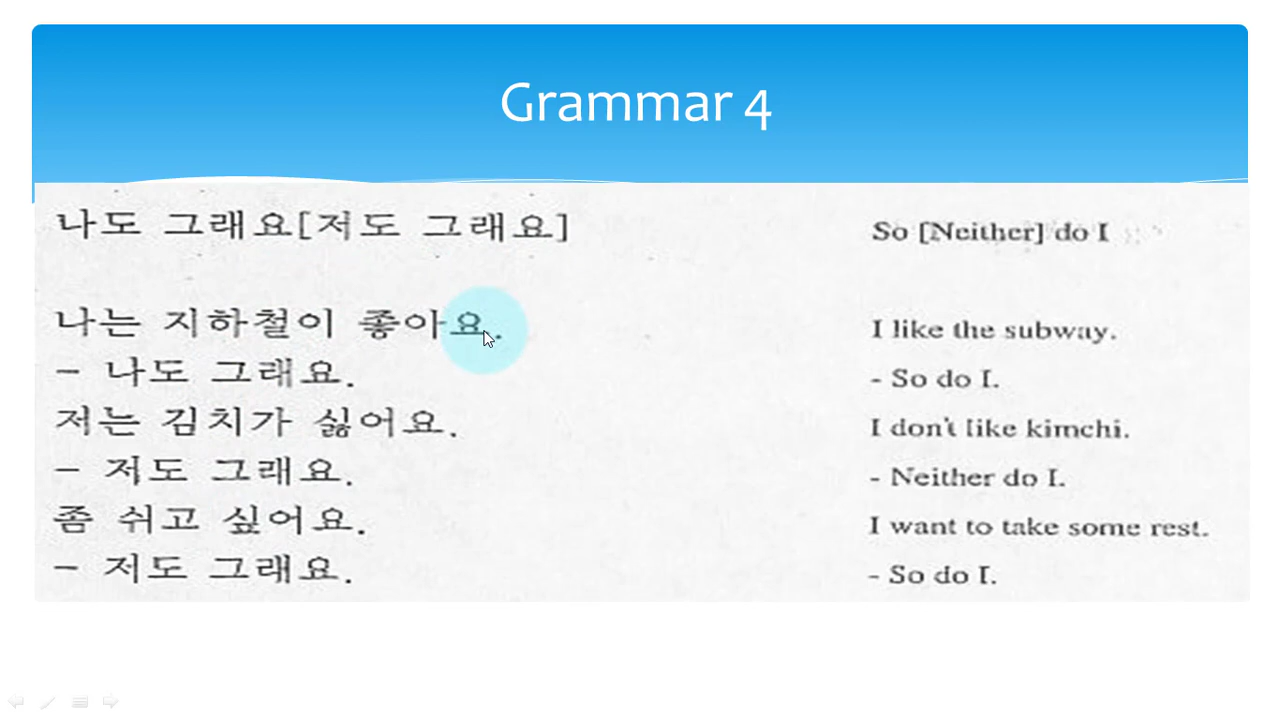 Grammar 4
나도 그래요[저도 그래요] So [Neither] do I
나는 지하철이 좋아요. I like the subway.
- 나도 그래요. - So do I.
저는 김치가 싫어요. I don't like kimchi.
- 저도 그래요. - Neither do I.
좀 쉬고 싶어요. I want to take some rest.
- 저도 그래요. - So do I.